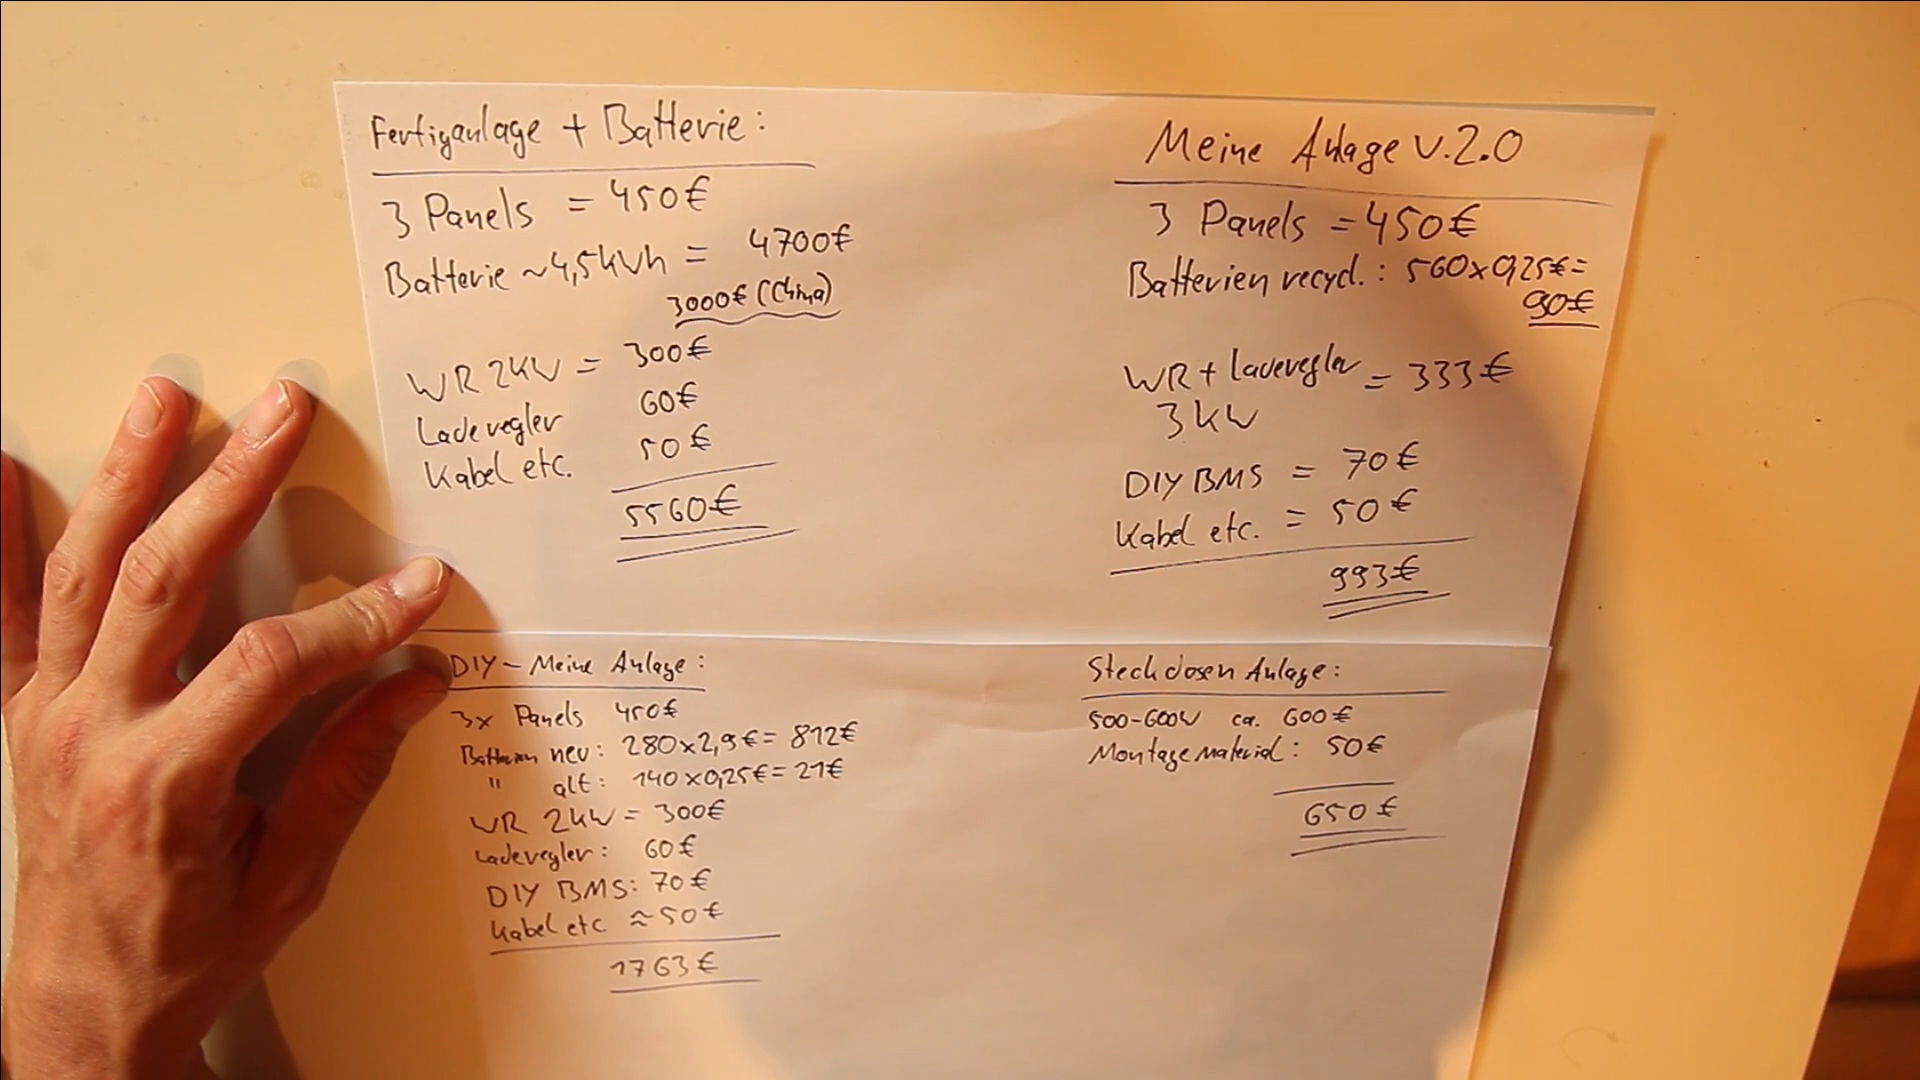 Fertiganlage + Batterie:
3 Panels = 450€
Batterie ~4,5kWh = 4700€
3000€ (China)
WR 2kW = 300€
Laderegler 60€
Kabel etc. 50€
5560€
Meine Anlage v.2.0
3 Panels = 450€
Batterien recycl.: 560x0,25€=
90€
WR + Laderegler = 333€
3kW
DIY BMS = 70€
Kabel etc. = 50€
993€
DIY - Meine Anlage:
3x Panels 450€
Batterien neu: 280x2,9€= 812€
" alt: 140x0,25€= 21€
WR 2kW = 300€
Laderegler: 60€
DIY BMS: 70€
Kabel etc ≈ 50€
1763€
Steckdosen Anlage:
500-600W ca. 600€
Montagematerial: 50€
650€